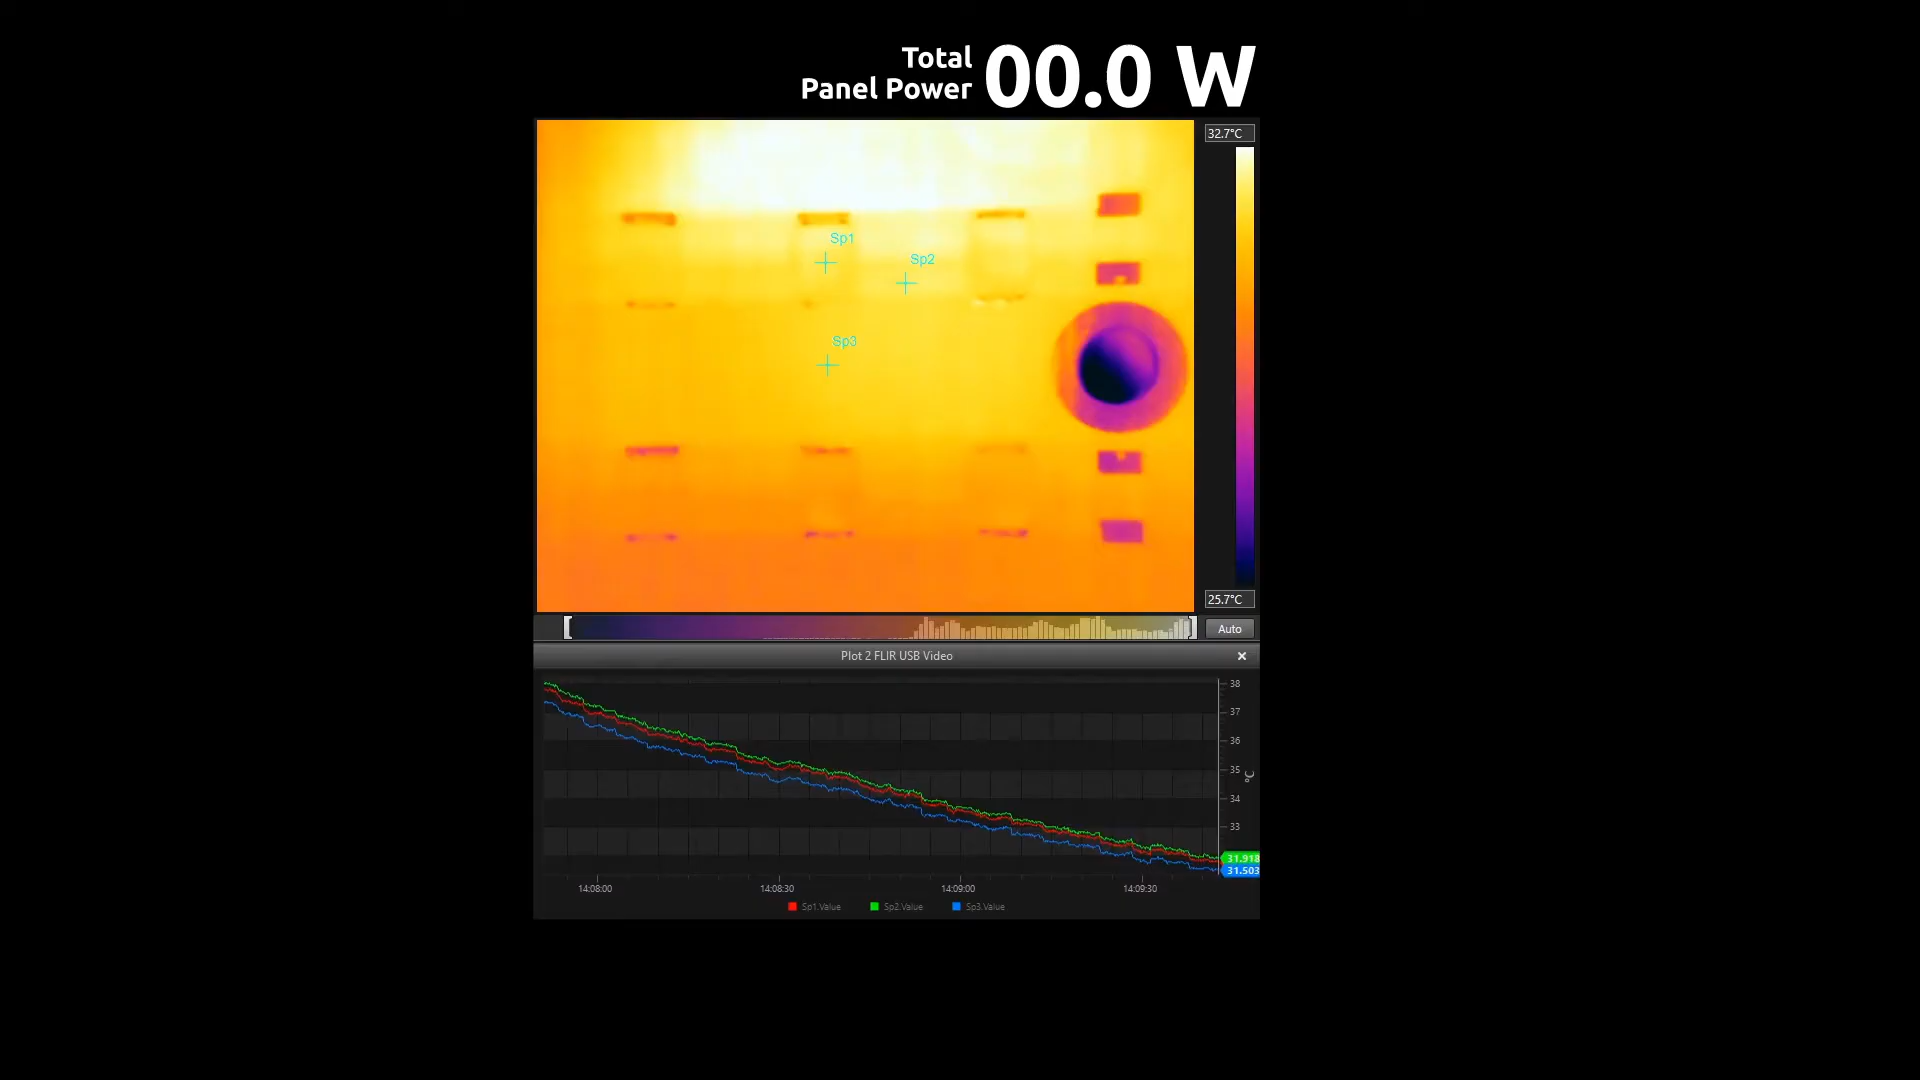 Total
Panel Power 00.0 W
32.7°C
Sp1
Sp2
Sp3
25.7°C
Auto
Plot 2 FLIR USB Video
38
37
36
35
°C
34
33
31.918
31.503
14:08:00 14:08:30 14:09:00 14:09:30
Sp1.Value Sp2.Value Sp3.Value